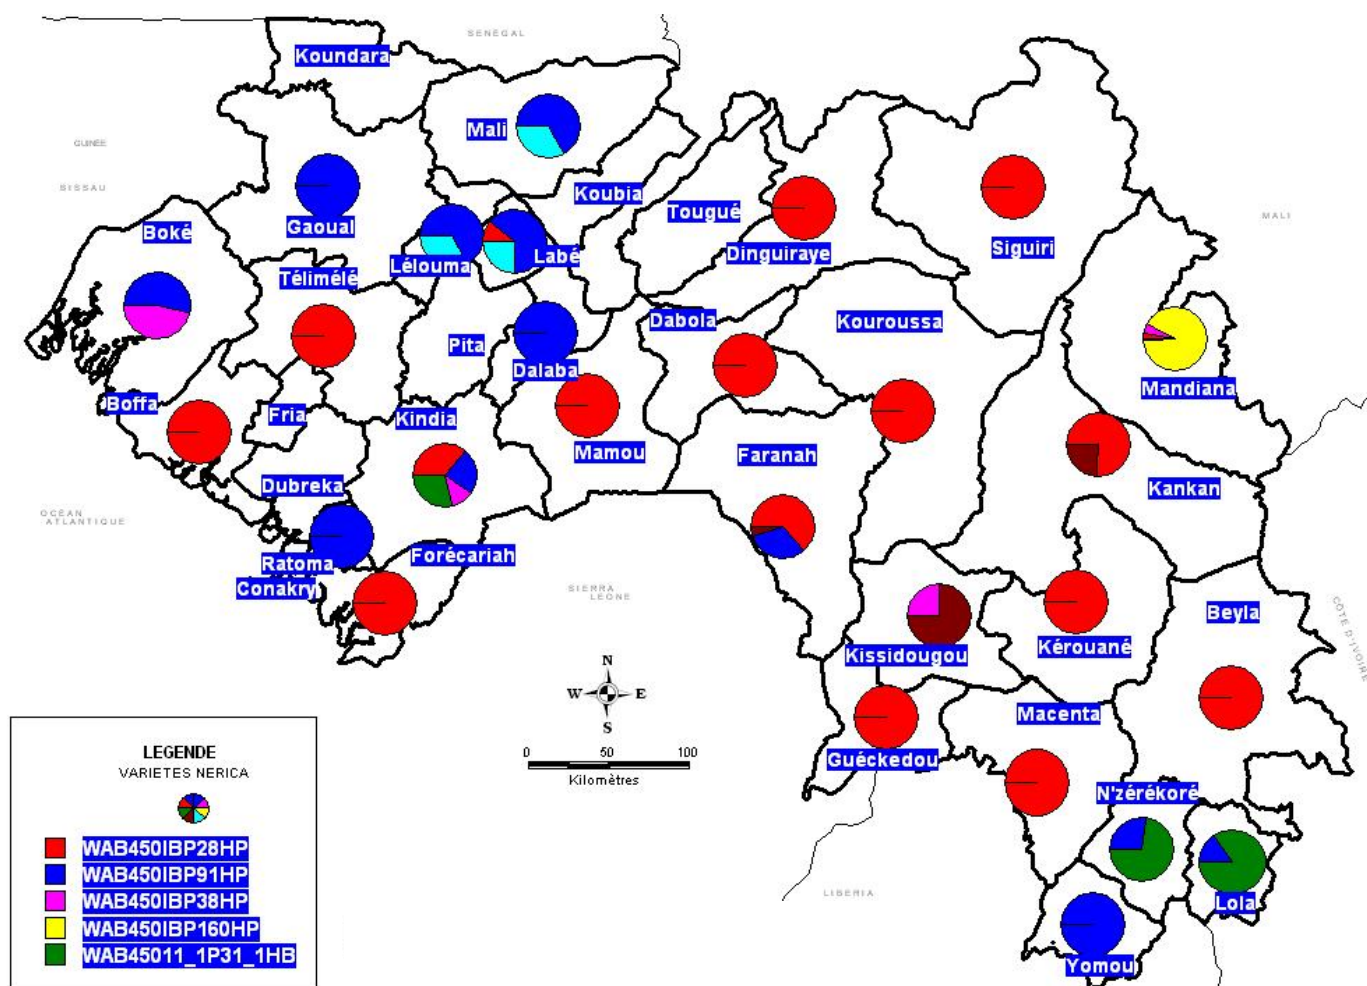 SENEGAL
Koundara
Mali
GUINEE
SISSAU
Koubia
Tougué
Boké
Gaoual
MALI
Lélouma
Labé
Dinguiraye
Siguiri
Télimélé
Dabola
Kouroussa
Pita
Dalaba
Mandiana
Boffa
Fria
Kindia
Mamou
Faranah
Kankan
Dubreka
OCEAN
ATLANTIQUE
Ratoma
Conakry
Forécariah
SIERRA
LEONE
COTE D'IVOIRE
Beyla
Kissidougou
Kérouané
N
W E
S
Macenta
Guéckedou
0 50 100
Kilomètres
N'zérékoré
LIBERIA
Lola
Yomou
LEGENDE
VARIETES NERICA
WAB450IBP28HP
WAB450IBP91HP
WAB450IBP38HP
WAB450IBP160HP
WAB45011_1P31_1HB